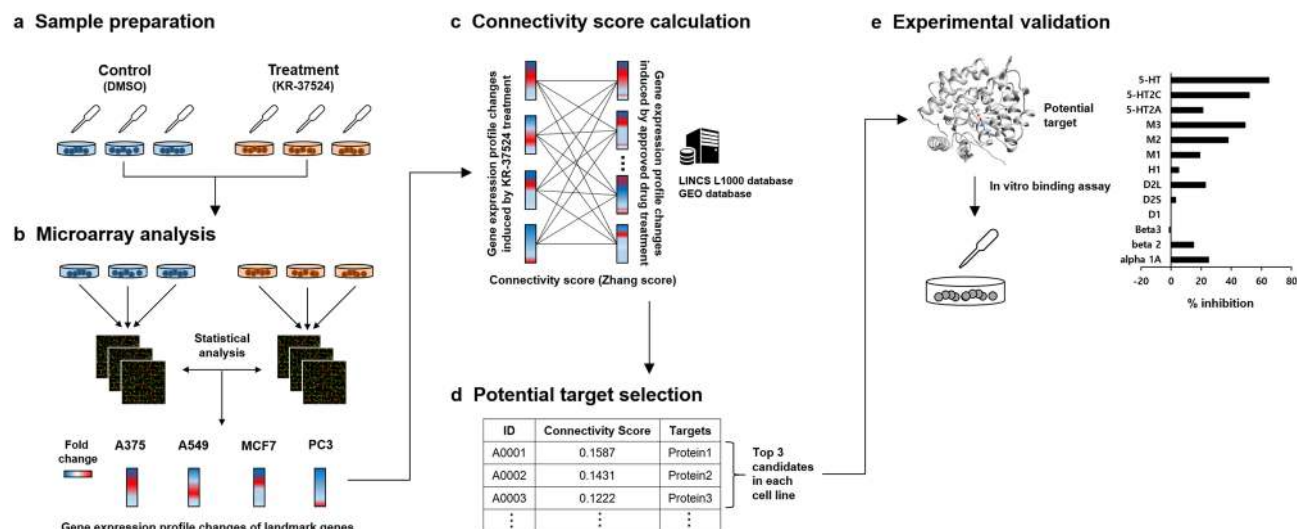 a Sample preparation
Control
(DMSO)
Treatment
(KR-37524)
b Microarray analysis
Statistical
analysis
Fold
change
A375
A549
MCF7
PC3
Gene expression profile changes of landmark genes
c Connectivity score calculation
Gene expression profile changes
induced by KR-37524 treatment
Gene expression profile changes
induced by approved drug treatment
LINCS L1000 database
GEO database
Connectivity score (Zhang score)
d Potential target selection
ID Connectivity Score Targets
A0001 0.1587 Protein1
A0002 0.1431 Protein2
A0003 0.1222 Protein3
⋮ ⋮ ⋮
Top 3
candidates
in each
cell line
e Experimental validation
Potential
target
In vitro binding assay
5-HT
5-HT2C
5-HT2A
M3
M2
M1
H1
D2L
D2S
D1
Beta3
beta 2
alpha 1A
0 20 40 60 80
% inhibition